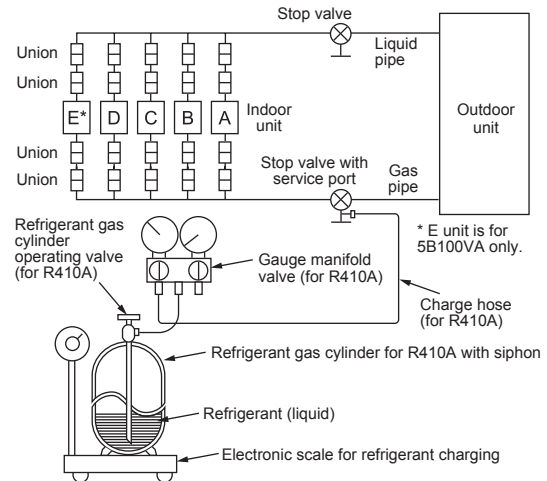 Stop valve
Liquid
pipe
Union
Union
E*
D
C
B
A
Indoor
unit
Outdoor
unit
Union
Union
Stop valve with
service port
Gas
pipe
Refrigerant gas
cylinder
operating valve
(for R410A)
* E unit is for
5B100VA only.
Gauge manifold
valve (for R410A)
Charge hose
(for R410A)
Refrigerant gas cylinder for R410A with siphon
Refrigerant (liquid)
Electronic scale for refrigerant charging